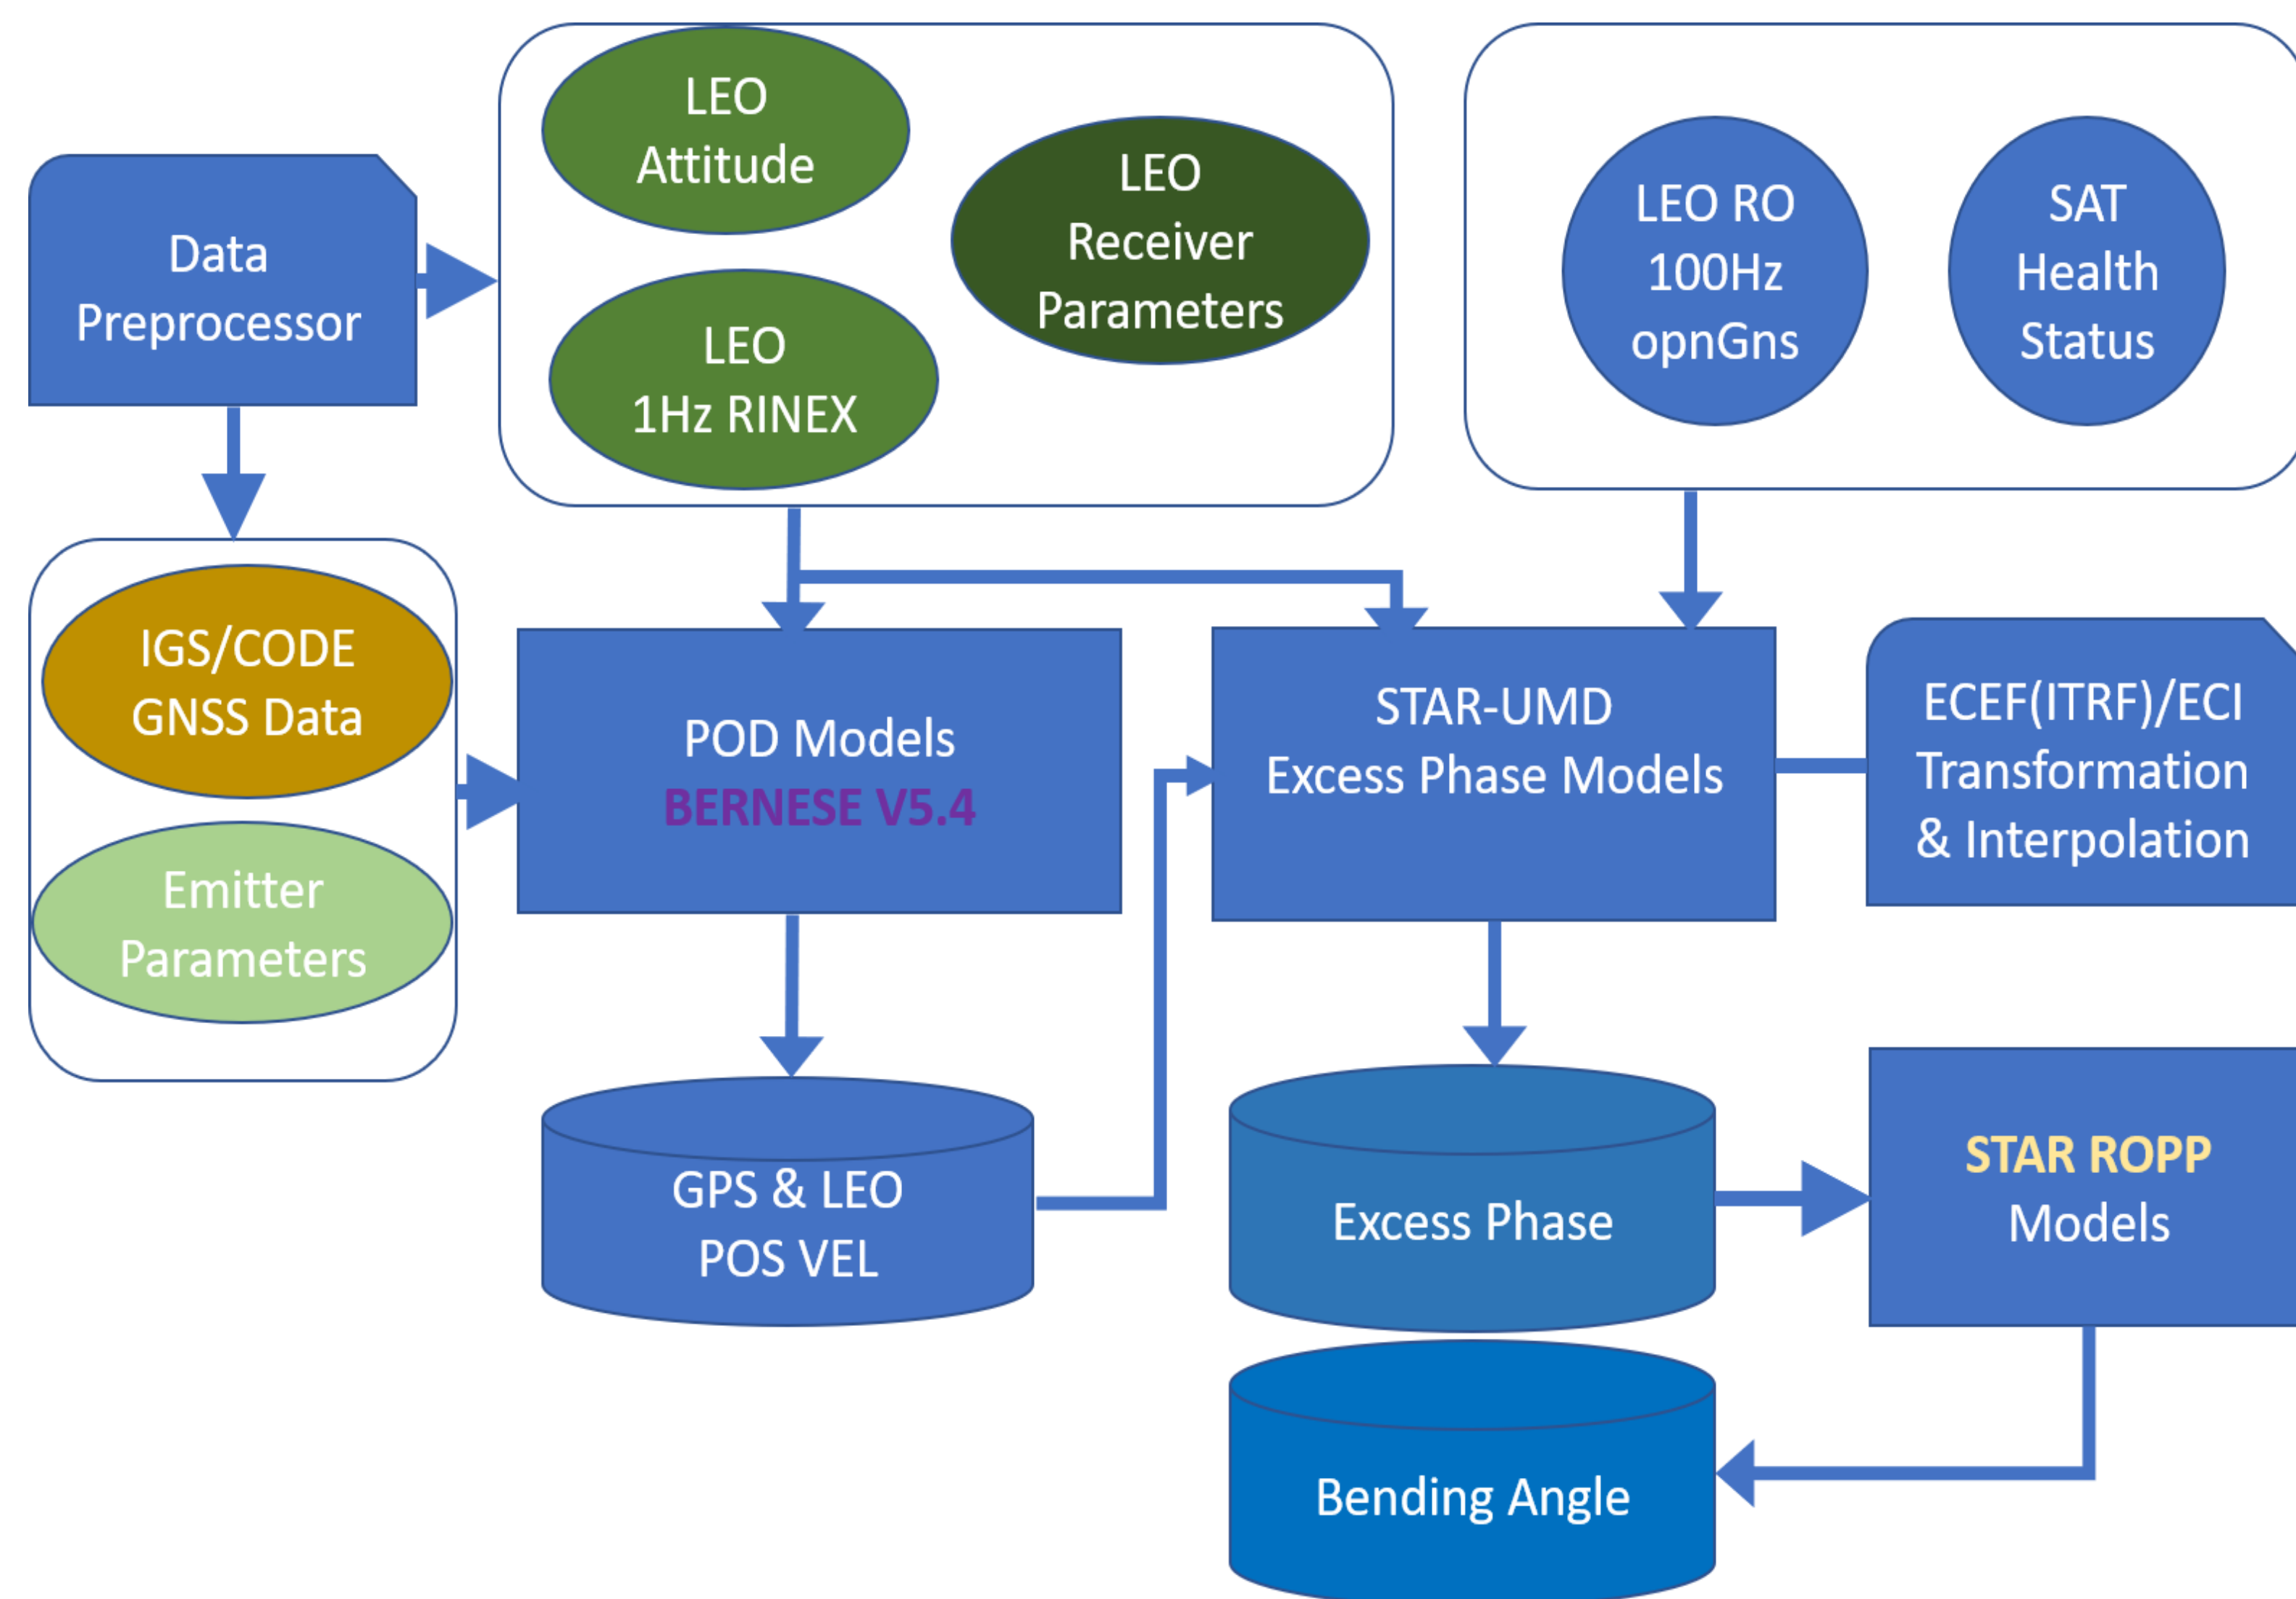 LEO
Attitude
LEO
Receiver
Parameters
LEO
1Hz RINEX
LEO RO
100Hz
opnGns
SAT
Health
Status
Data
Preprocessor
IGS/CODE
GNSS Data
Emitter
Parameters
POD Models
BERNESE V5.4
STAR-UMD
Excess Phase Models
ECEF(ITRF)/ECI
Transformation
& Interpolation
GPS & LEO
POS VEL
Excess Phase
STAR ROPP
Models
Bending Angle